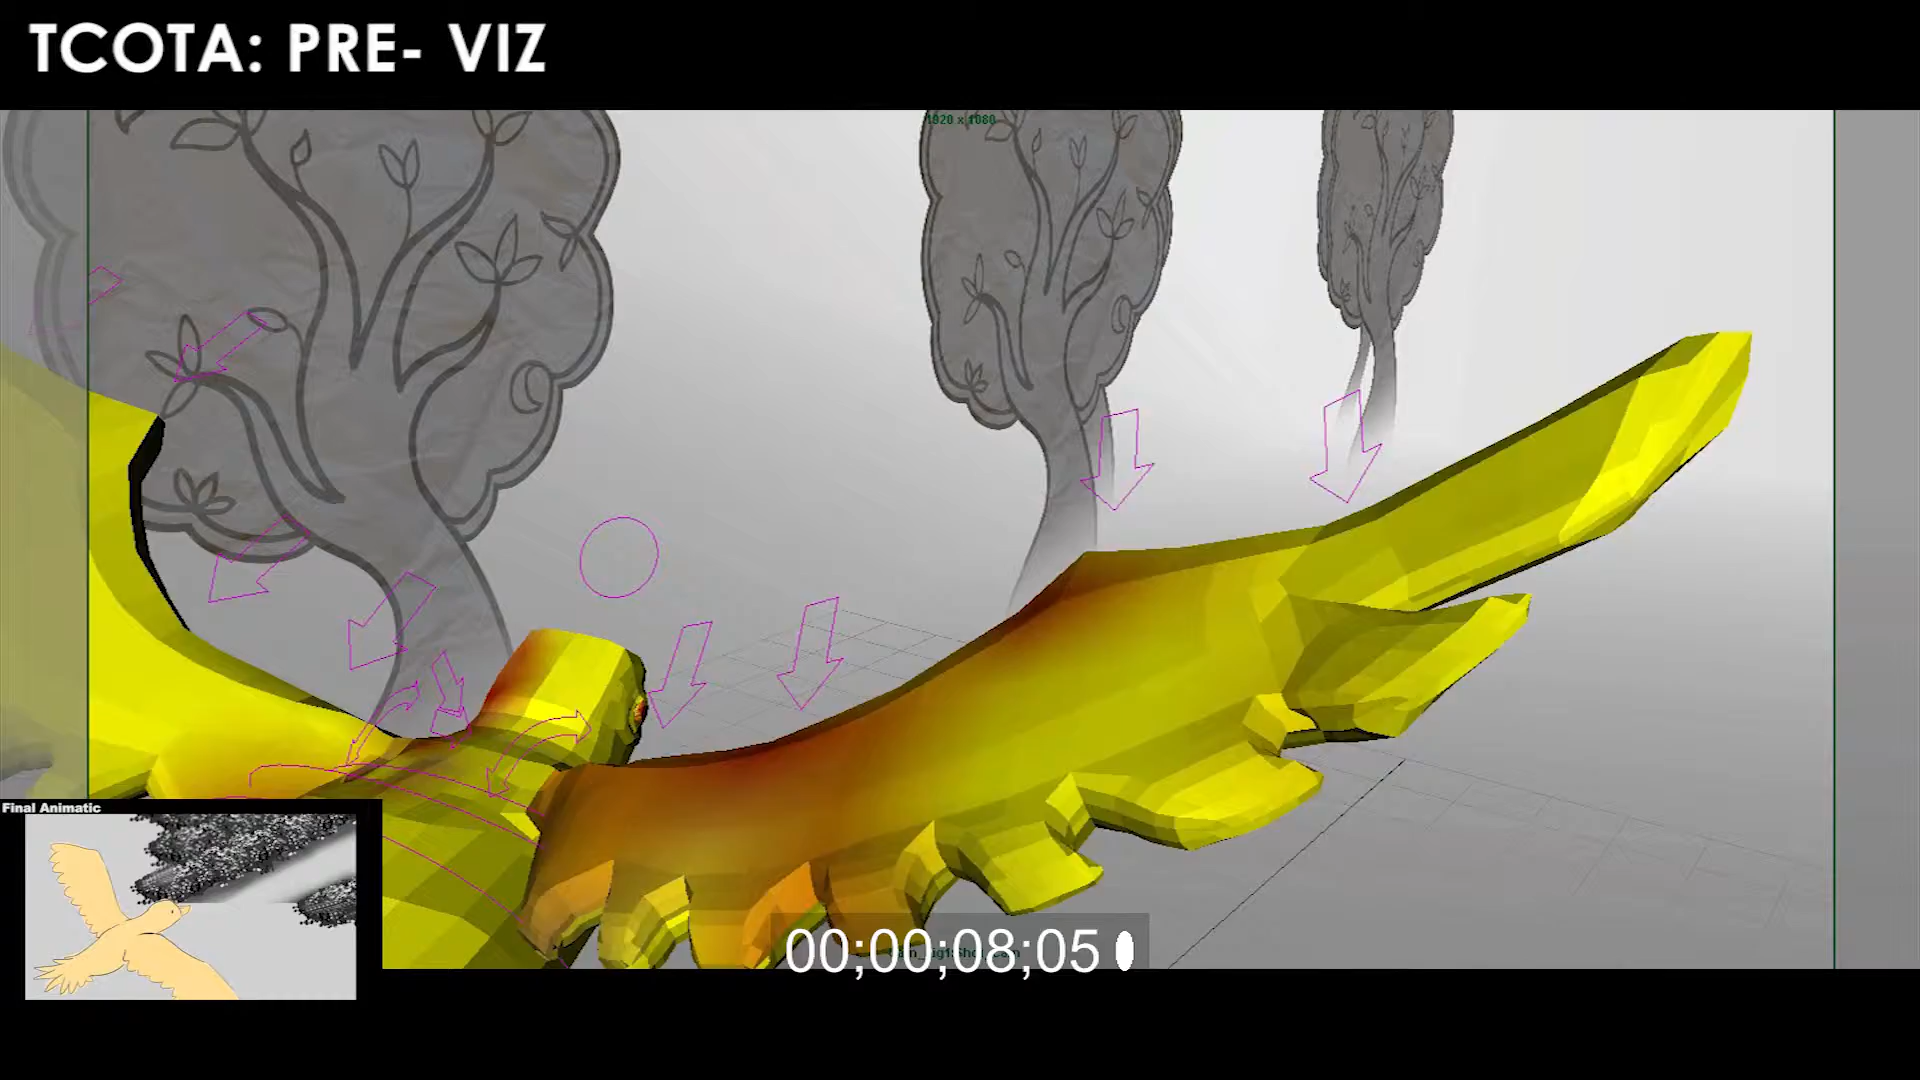 TCOTA: PRE- VIZ
1920 x 1080
Final Animatic
00;00;08;05